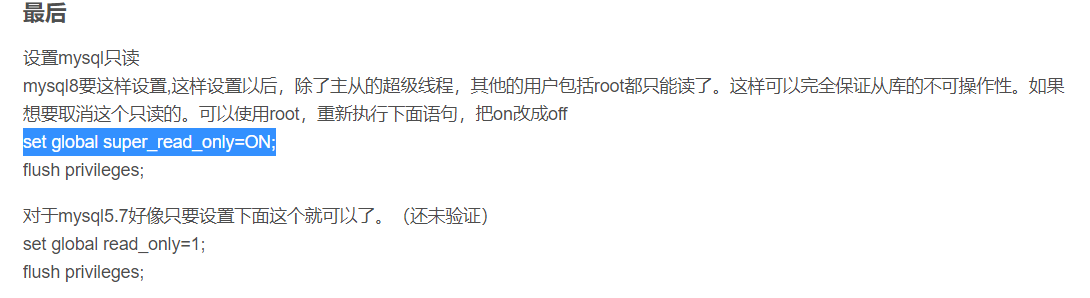 最后
设置mysql只读
mysql8要这样设置,这样设置以后，除了主从的超级线程，其他的用户包括root都只能读了。这样可以完全保证从库的不可操作性。如果
想要取消这个只读的。可以使用root，重新执行下面语句，把on改成off
set global super_read_only=ON;
flush privileges;
对于mysql5.7好像只要设置下面这个就可以了。（还未验证）
set global read_only=1;
flush privileges;